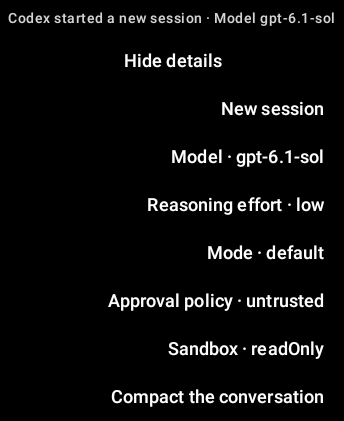 Codex started a new session · Model gpt-6.1-sol
Hide details
New session
Model · gpt-6.1-sol
Reasoning effort · low
Mode · default
Approval policy · untrusted
Sandbox · readOnly
Compact the conversation